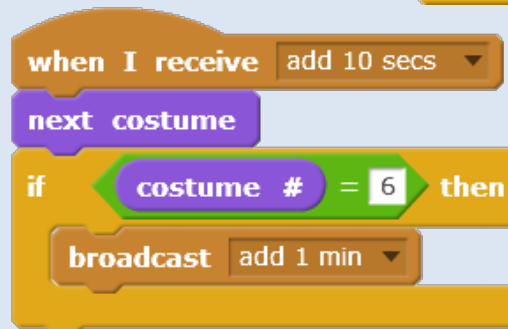 when I receive add 10 secs
next costume
if costume # = 6 then
broadcast add 1 min